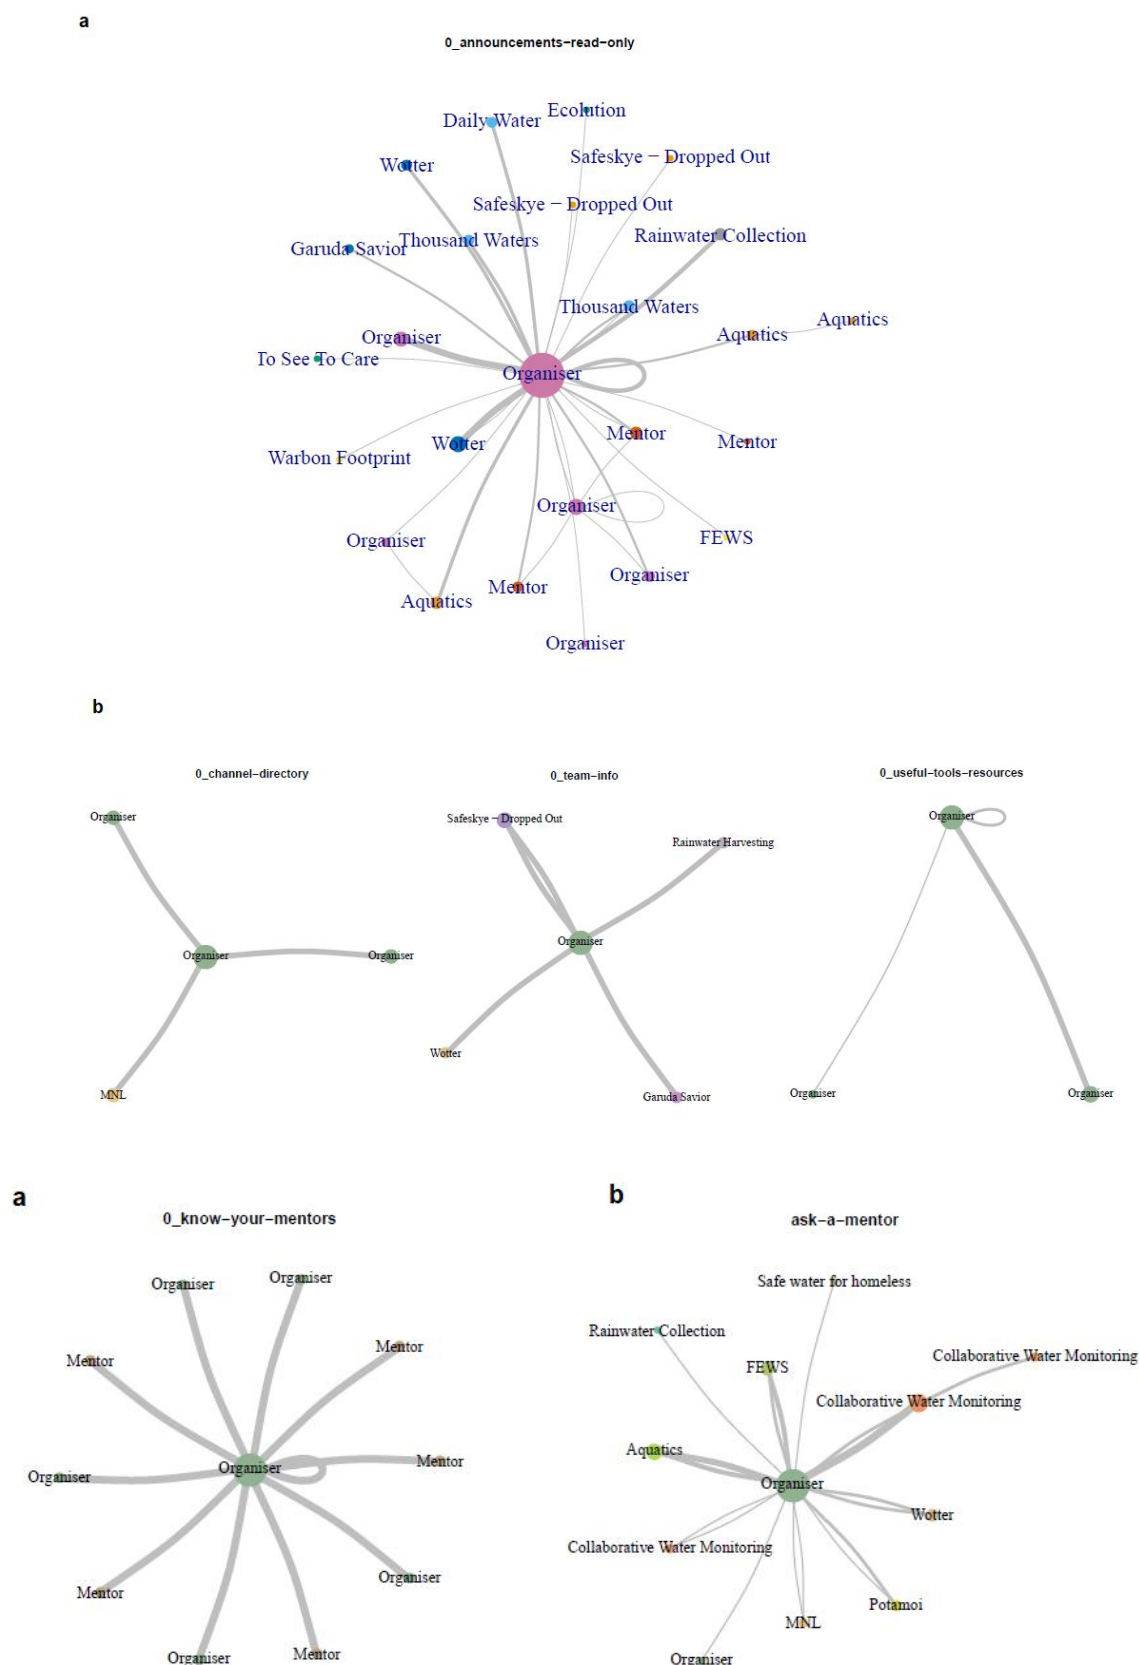 a
0_announcements−read−only
Ecolution
Daily Water
Safeskye − Dropped Out
Wotter
Safeskye − Dropped Out
Rainwater Collection
Thousand Waters
Garuda Savior
Thousand Waters
Aquatics
Aquatics
Organiser
To See To Care
Organiser
Mentor
Mentor
Wotter
Warbon Footprint
Organiser
FEWS
Organiser
Organiser
Mentor
Aquatics
Organiser
b
0_channel−directory
Organiser
Organiser
Organiser
MNL
0_team−info
Safeskye − Dropped Out
Rainwater Harvesting
Organiser
Wotter
Garuda Savior
0_useful−tools−resources
Organiser
Organiser
Organiser
a
0_know−your−mentors
Organiser
Organiser
Mentor
Mentor
Mentor
Organiser
Organiser
Organiser
Mentor
Mentor
Organiser
b
ask−a−mentor
Safe water for homeless
Rainwater Collection
Collaborative Water Monitoring
FEWS
Collaborative Water Monitoring
Aquatics
Organiser
Wotter
Collaborative Water Monitoring
Potamoi
MNL
Organiser